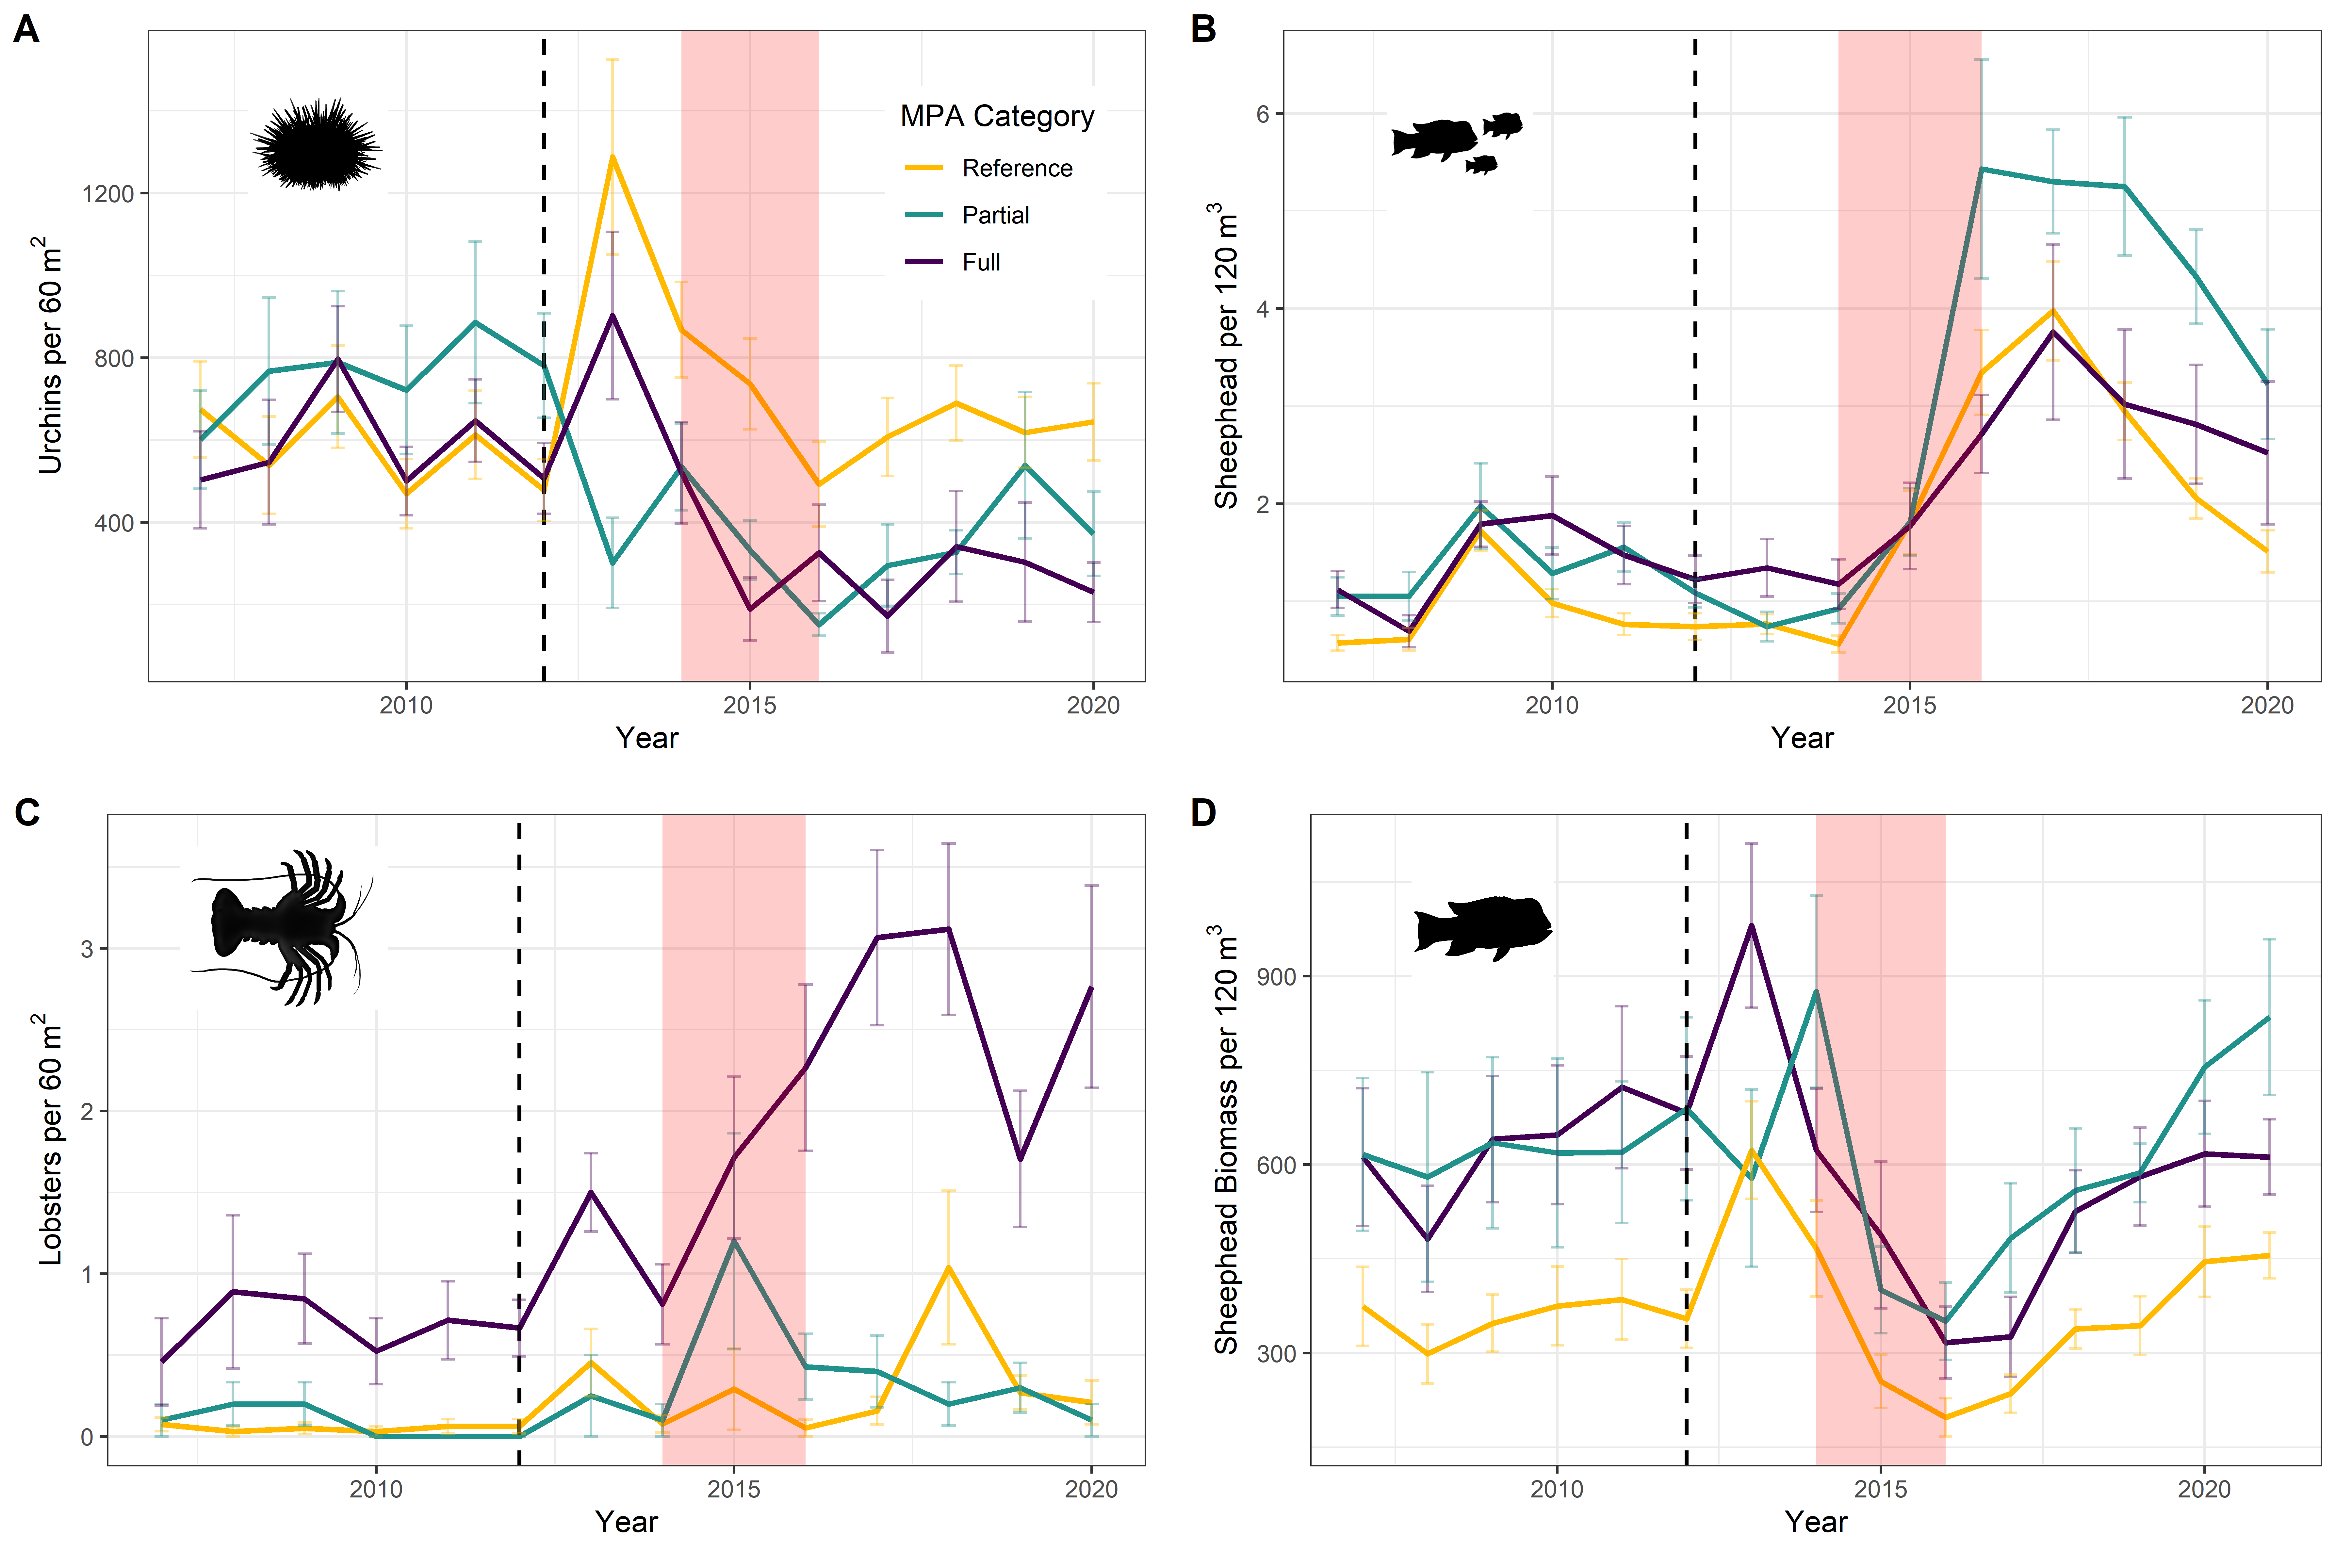 A
Urchins per 60 m²
1200
800
400
2010
2015
2020
Year
MPA Category
Reference
Partial
Full
B
Sheephead per 120 m³
6
4
2
2010
2015
2020
Year
C
Lobsters per 60 m²
3
2
1
0
2010
2015
2020
Year
D
Sheephead Biomass per 120 m³
900
600
300
2010
2015
2020
Year